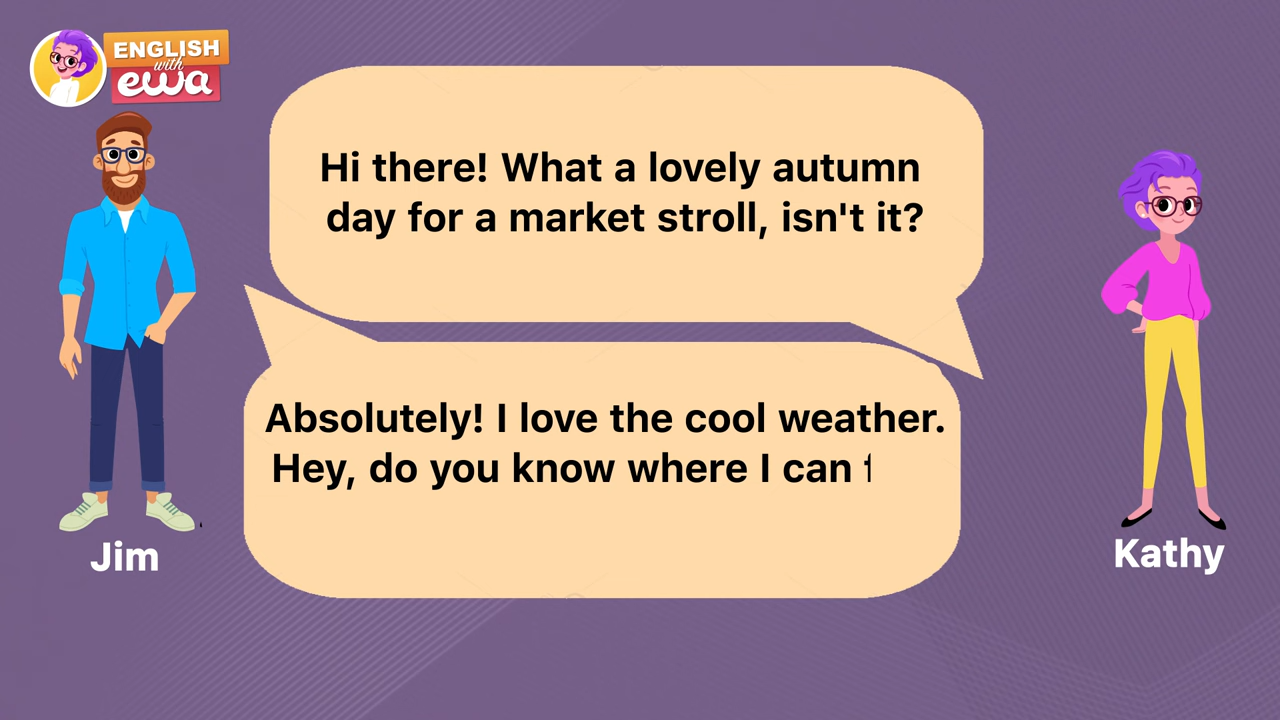 ENGLISH
with
ewa
Hi there! What a lovely autumn
day for a market stroll, isn't it?
Absolutely! I love the cool weather.
Hey, do you know where I can
Jim
Kathy